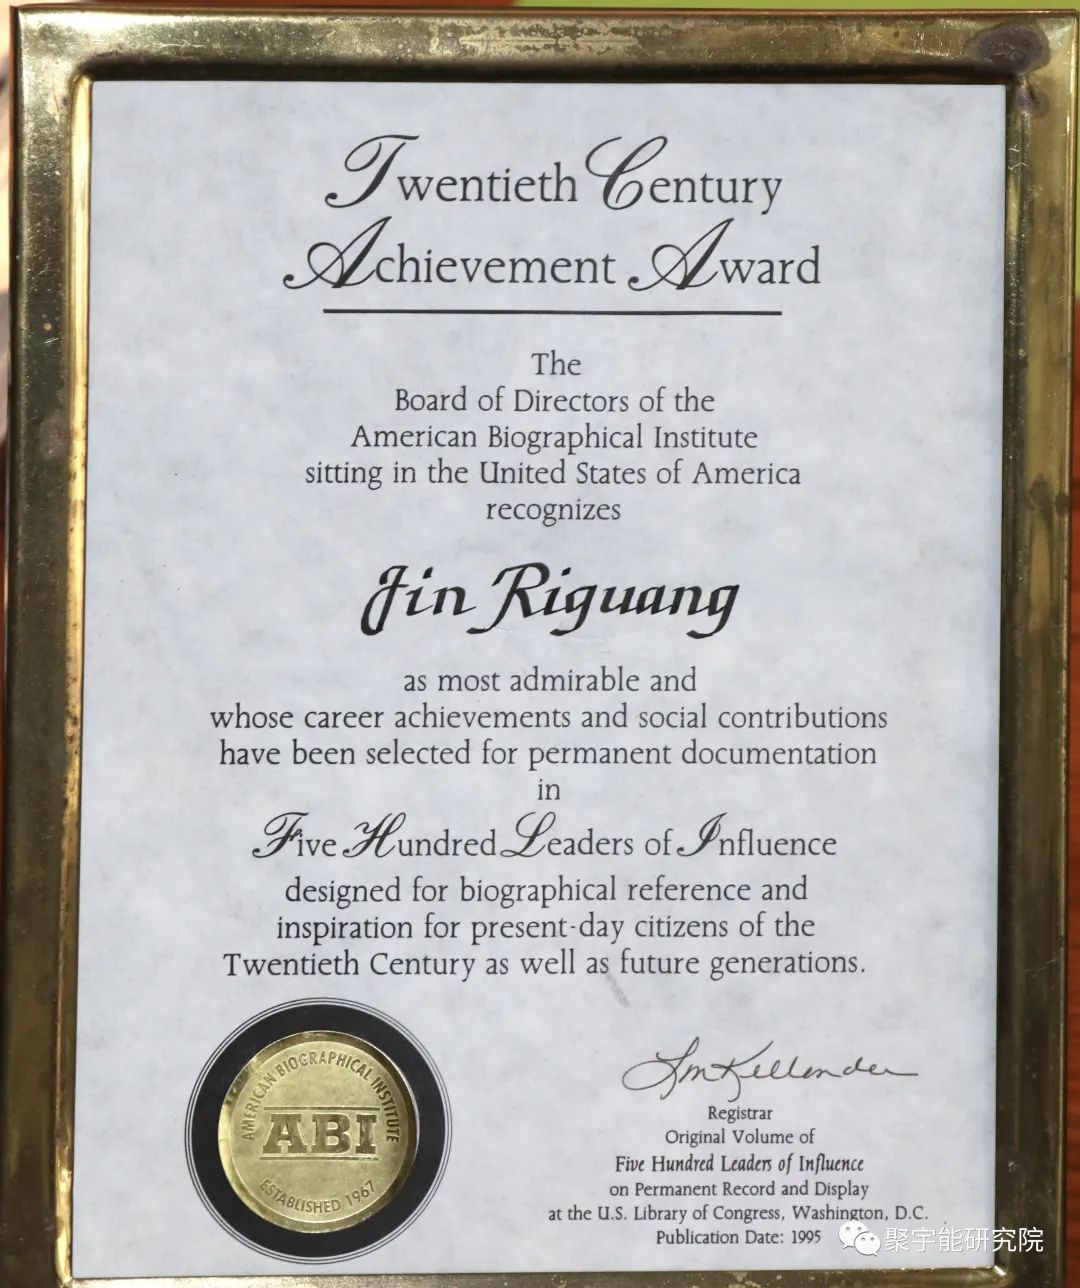 Twentieth Century
Achievement Award
The
Board of Directors of the
American Biographical Institute
sitting in the United States of America
recognizes
Jin Riguang
as most admirable and
whose career achievements and social contributions
have been selected for permanent documentation
in
Five Hundred Leaders of Influence
designed for biographical reference and
inspiration for present-day citizens of the
Twentieth Century as well as future generations.
AMERICAN BIOGRAPHICAL INSTITUTE
ABI
ESTABLISHED 1967
Registrar
Original Volume of
Five Hundred Leaders of Influence
on Permanent Record and Display
at the U.S. Library of Congress, Washington, D.C.
Publication Date: 1995
聚宇能研究院